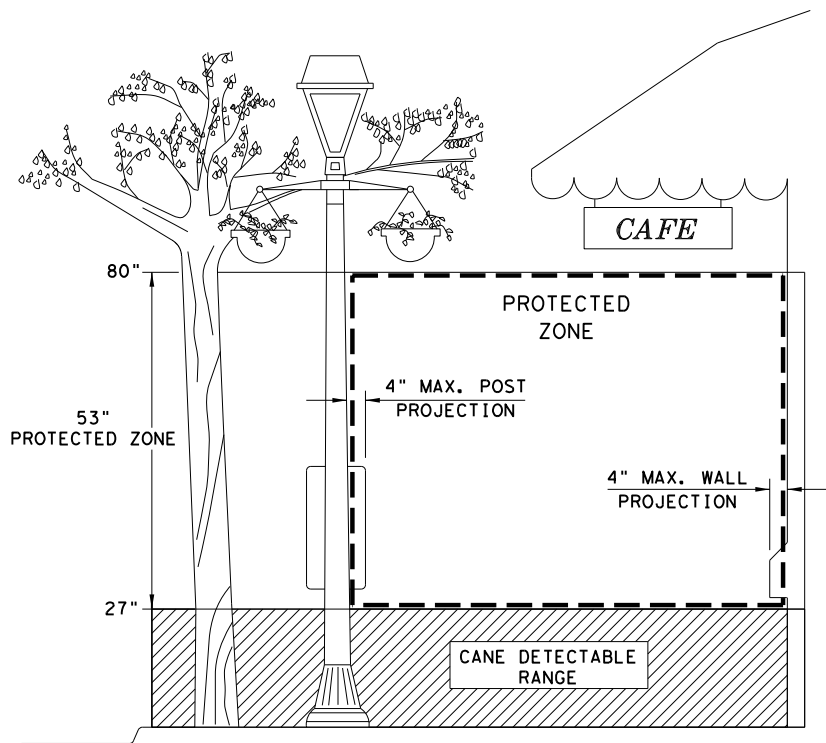 CAFE
80"
PROTECTED
ZONE
4" MAX. POST
PROJECTION
53"
PROTECTED ZONE
4" MAX. WALL
PROJECTION
27"
CANE DETECTABLE
RANGE